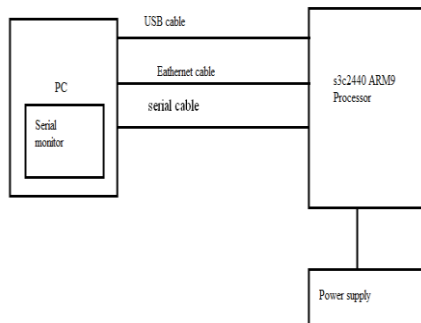 USB cable
Eathernet cable
serial cable
PC
Serial
monitor
s3c2440 ARM9
Processor
Power supply